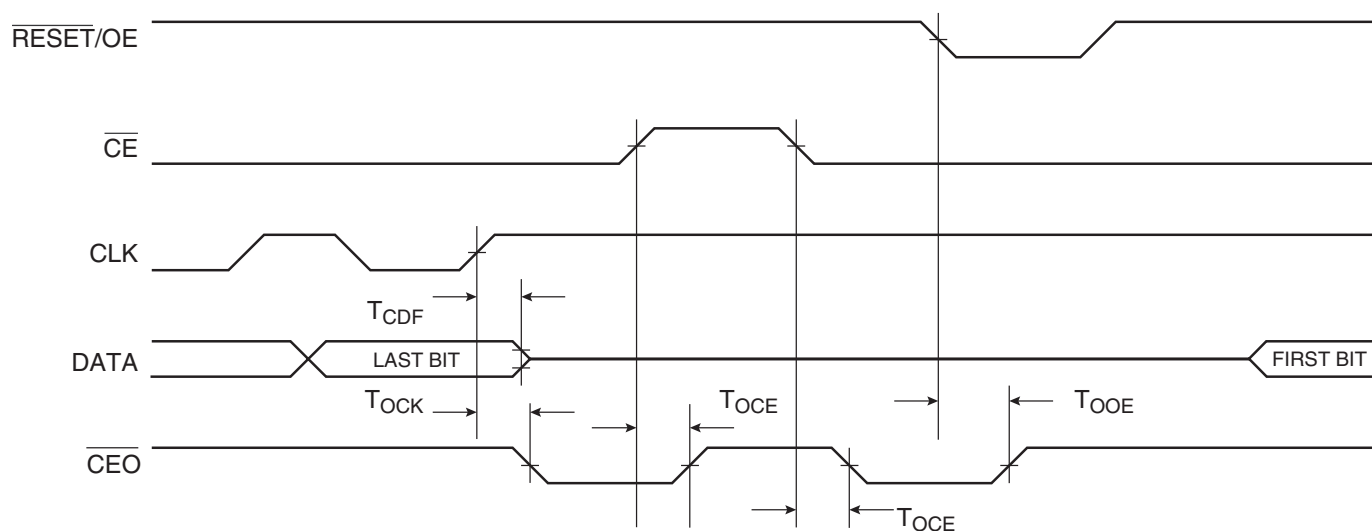 RESET/OE
CE
CLK
TCDF
DATA
LAST BIT
FIRST BIT
TOCK
TOCE
TOOE
CEO
TOCE